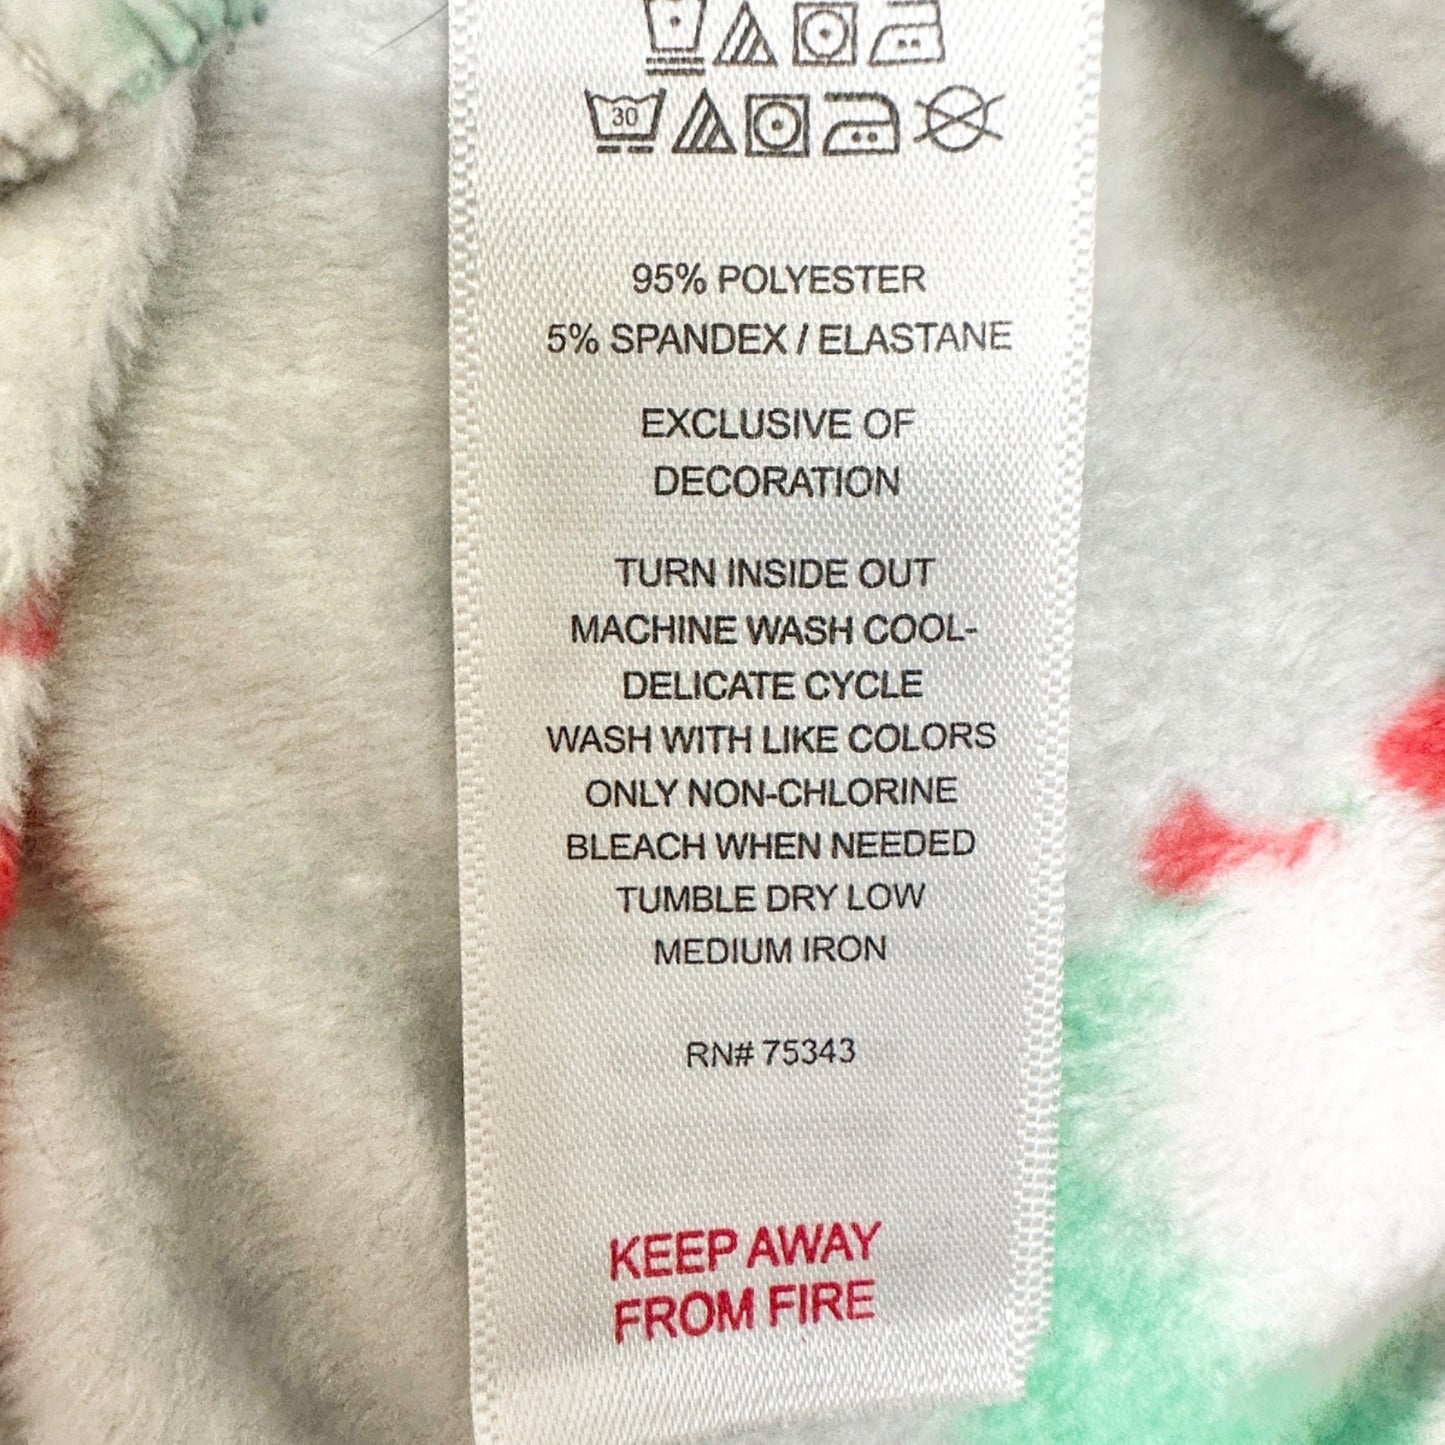 30
95% POLYESTER
5% SPANDEX / ELASTANE
EXCLUSIVE OF
DECORATION
TURN INSIDE OUT
MACHINE WASH COOL-
DELICATE CYCLE
WASH WITH LIKE COLORS
ONLY NON-CHLORINE
BLEACH WHEN NEEDED
TUMBLE DRY LOW
MEDIUM IRON
RN# 75343
KEEP AWAY
FROM FIRE